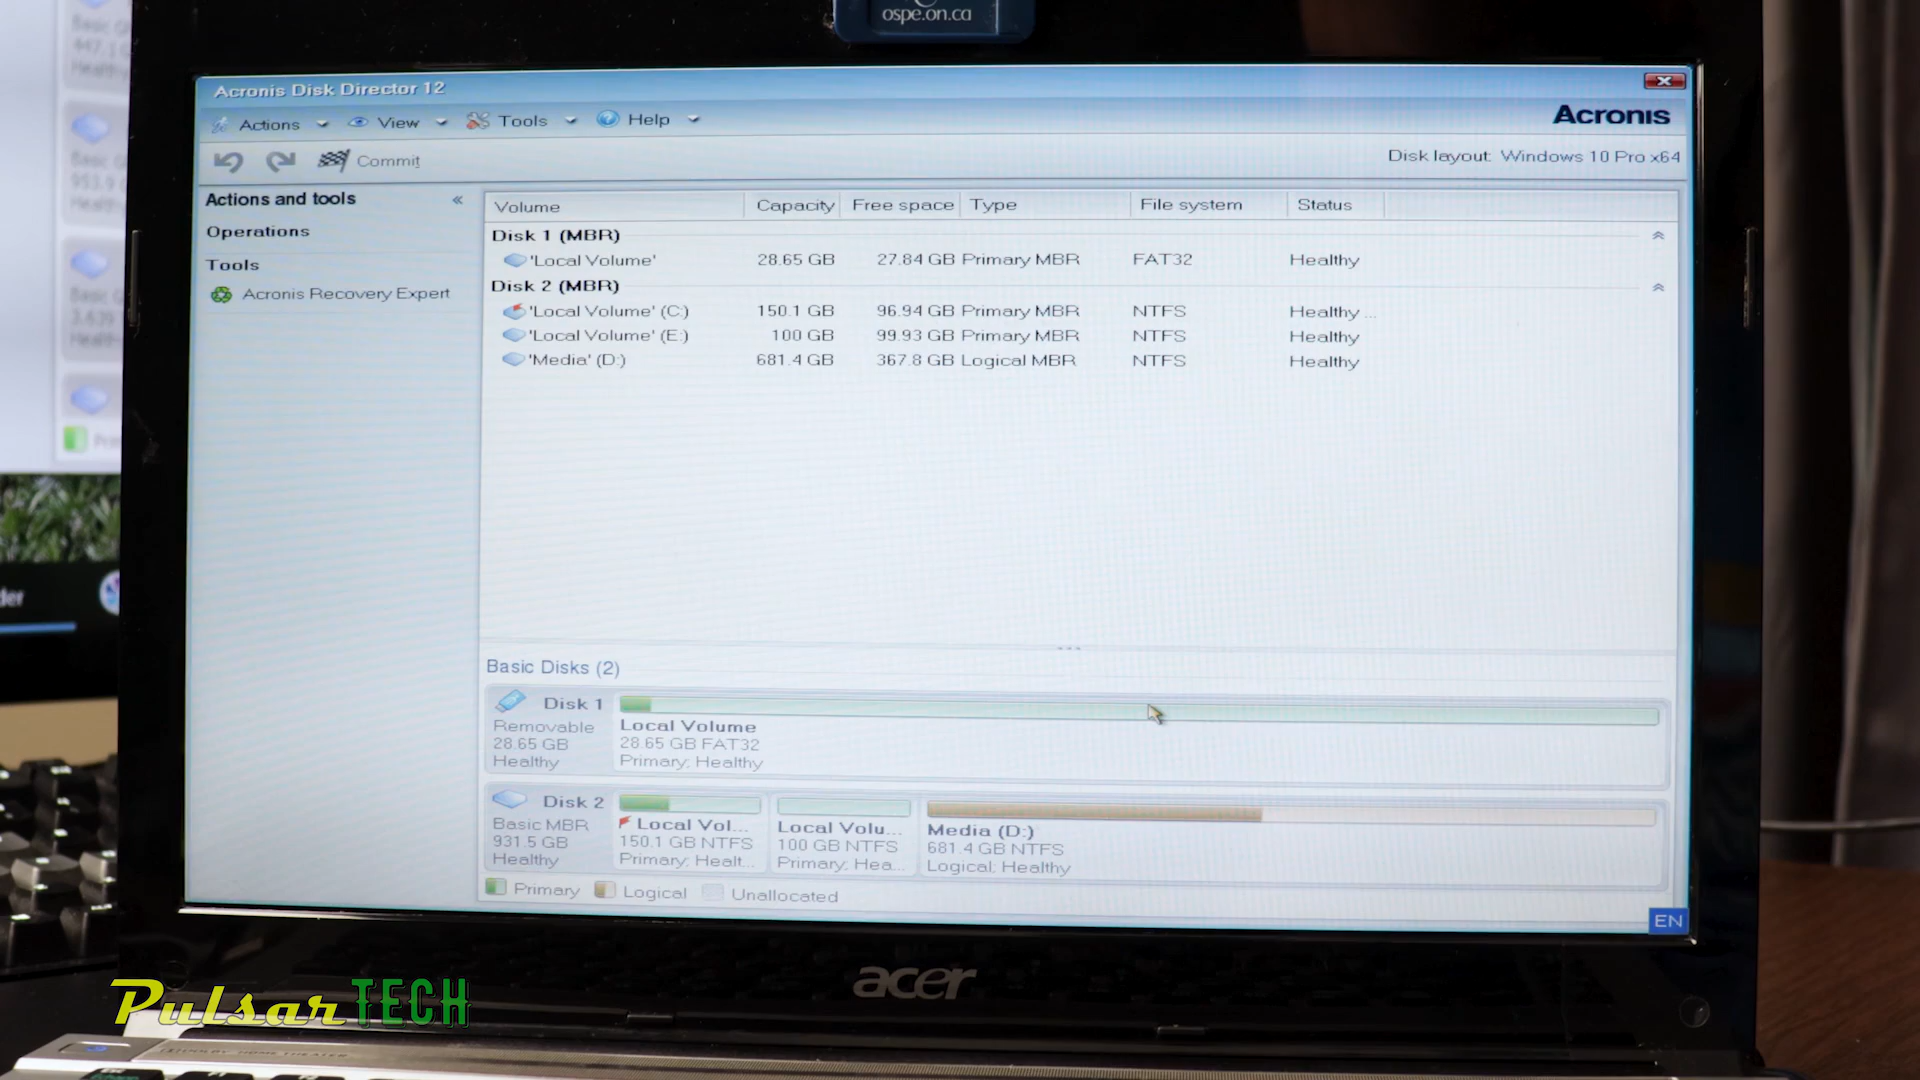 ospe.on.ca
Acronis Disk Director 12
Actions View Tools Help
Acronis
Commit
Disk layout: Windows 10 Pro x64
Actions and tools «
Operations
Tools
Acronis Recovery Expert
Volume Capacity Free space Type File system Status
Disk 1 (MBR)
'Local Volume' 28.65 GB 27.84 GB Primary MBR FAT32 Healthy
Disk 2 (MBR)
'Local Volume' (C:) 150.1 GB 96.94 GB Primary MBR NTFS Healthy ...
'Local Volume' (E:) 100 GB 99.93 GB Primary MBR NTFS Healthy
'Media' (D:) 681.4 GB 367.8 GB Logical MBR NTFS Healthy
Basic Disks (2)
Disk 1
Removable
28.65 GB
Healthy
Local Volume
28.65 GB FAT32
Primary; Healthy
Disk 2
Basic MBR
931.5 GB
Healthy
Local Vol...
150.1 GB NTFS
Primary; Healt...
Local Volu...
100 GB NTFS
Primary; Hea...
Media (D:)
681.4 GB NTFS
Logical; Healthy
Primary Logical Unallocated
EN
acer
Pulsar TECH